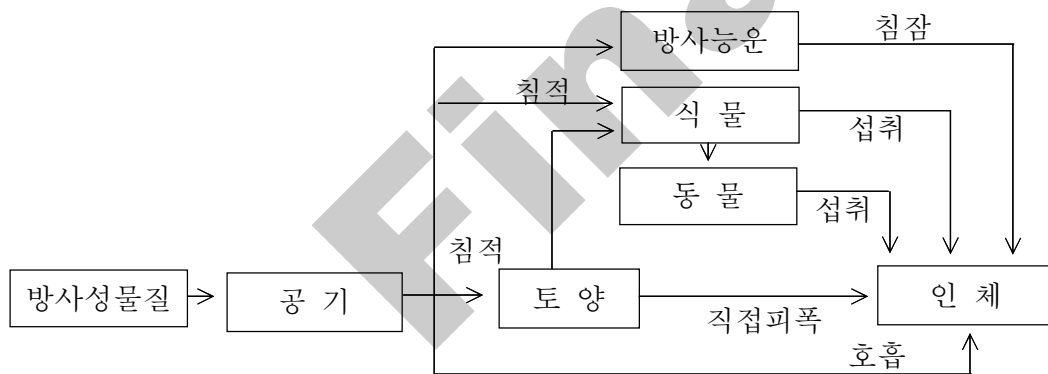 방사능운
침잠
침적
식 물
섭취
동 물
섭취
침적
방사성물질
공 기
토 양
직접피폭
인 체
호흡